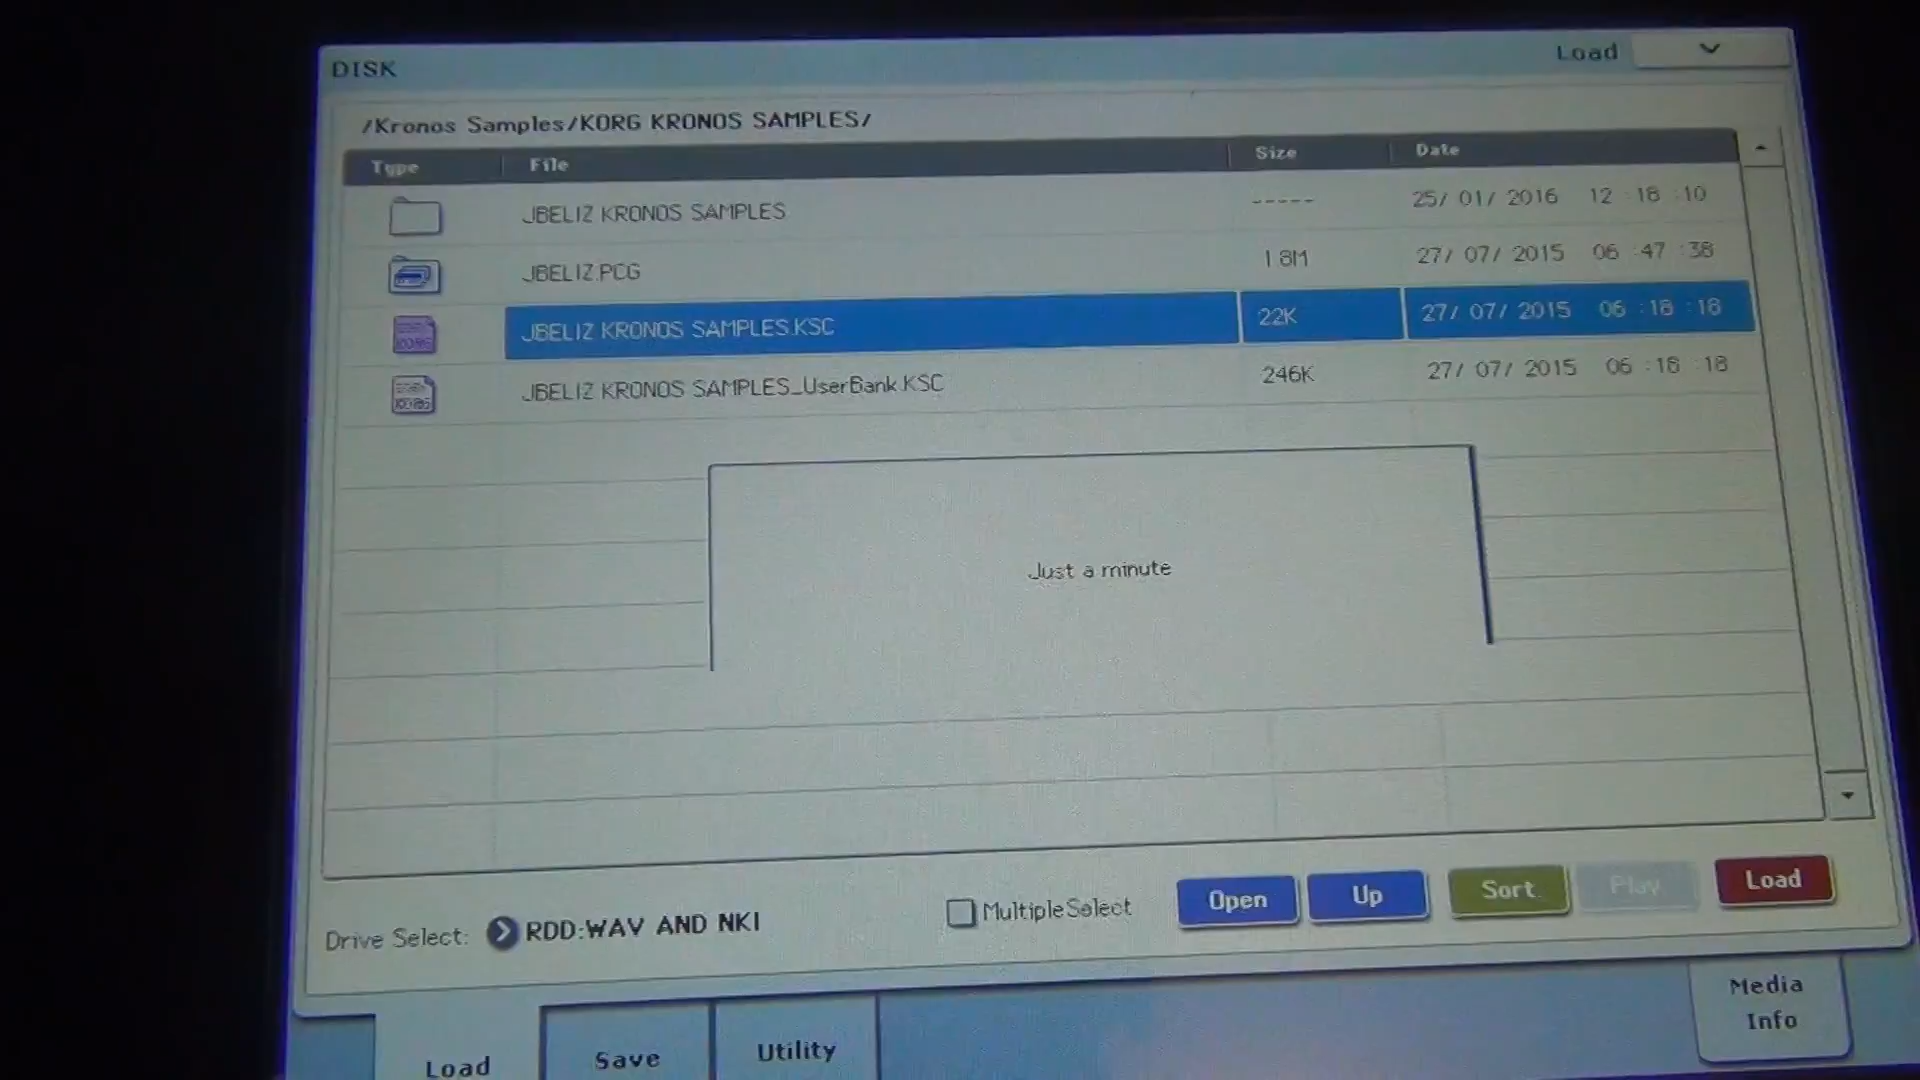 DISK
Load
/Kronos Samples/KORG KRONOS SAMPLES/
Type File Size Date
JBELIZ KRONOS SAMPLES ----- 25/ 01/ 2016 12 :18 :10
JBELIZ.PCG 1.8M 27/ 07/ 2015 06 :47 :38
JBELIZ KRONOS SAMPLES.KSC 22K 27/ 07/ 2015 06 :18 :18
JBELIZ KRONOS SAMPLES_UserBank.KSC 246K 27/ 07/ 2015 06 :18 :18
Just a minute
Drive Select: RDD:WAV AND NKI
Multiple Select
Open Up Sort Play Load
Load Save Utility
Media
Info